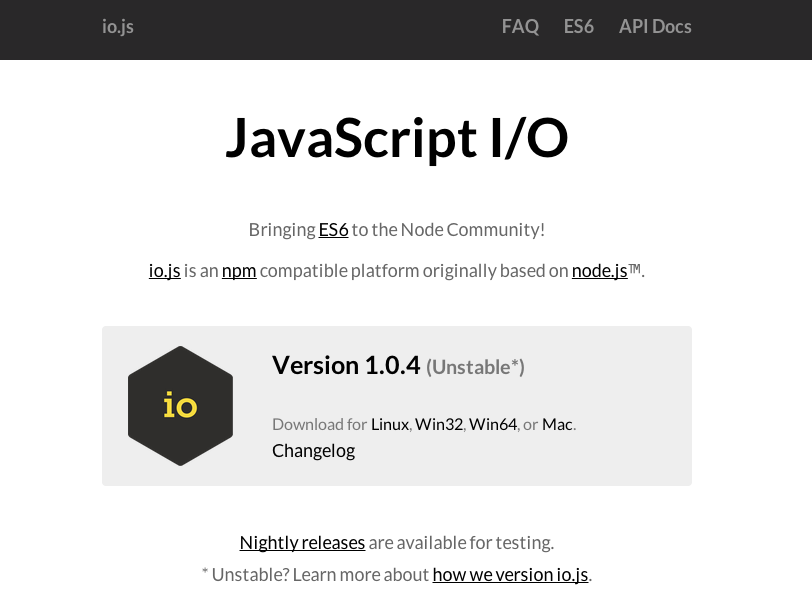 io.js FAQ ES6 API Docs
JavaScript I/O
Bringing ES6 to the Node Community!
io.js is an npm compatible platform originally based on node.js™.
io
Version 1.0.4 (Unstable*)
Download for Linux, Win32, Win64, or Mac.
Changelog
Nightly releases are available for testing.
* Unstable? Learn more about how we version io.js.